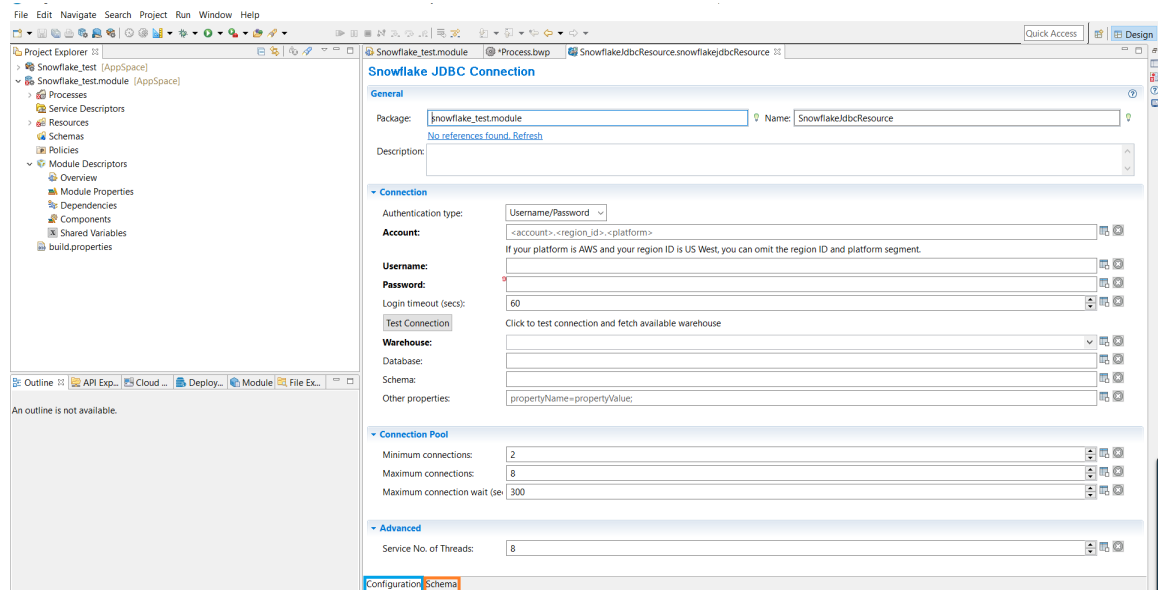 File Edit Navigate Search Project Run Window Help
Quick Access
Design
Project Explorer
Snowflake_test [AppSpace]
Snowflake_test.module [AppSpace]
Processes
Service Descriptors
Resources
Schemas
Policies
Module Descriptors
Overview
Module Properties
Dependencies
Components
Shared Variables
build.properties
Outline API Exp... Cloud ... Deploy... Module File Ex...
An outline is not available.
Snowflake_test.module *Process.bwp SnowflakeJdbcResource.snowflakejdbcResource
Snowflake JDBC Connection
General
Package: snowflake_test.module Name: SnowflakeJdbcResource
No references found. Refresh
Description:
Connection
Authentication type: Username/Password
Account: <account>.<region_id>.<platform>
If your platform is AWS and your region ID is US West, you can omit the region ID and platform segment.
Username:
Password:
Login timeout (secs): 60
Test Connection Click to test connection and fetch available warehouse
Warehouse:
Database:
Schema:
Other properties: propertyName=propertyValue;
Connection Pool
Minimum connections: 2
Maximum connections: 8
Maximum connection wait (se 300
Advanced
Service No. of Threads: 8
Configuration Schema